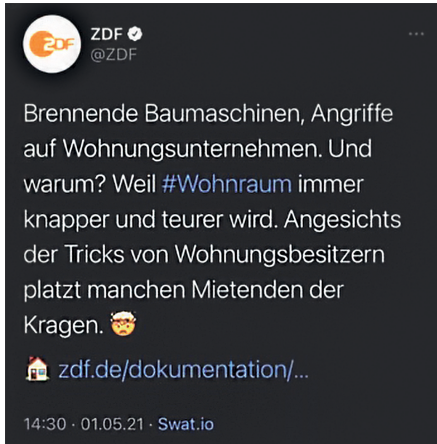 ZDF
ZDF
@ZDF
Brennende Baumaschinen, Angriffe
auf Wohnungsunternehmen. Und
warum? Weil #Wohnraum immer
knapper und teurer wird. Angesichts
der Tricks von Wohnungsbesitzern
platzt manchen Mietenden der
Kragen. 🤯
🏠 zdf.de/dokumentation/...
14:30 · 01.05.21 · Swat.io